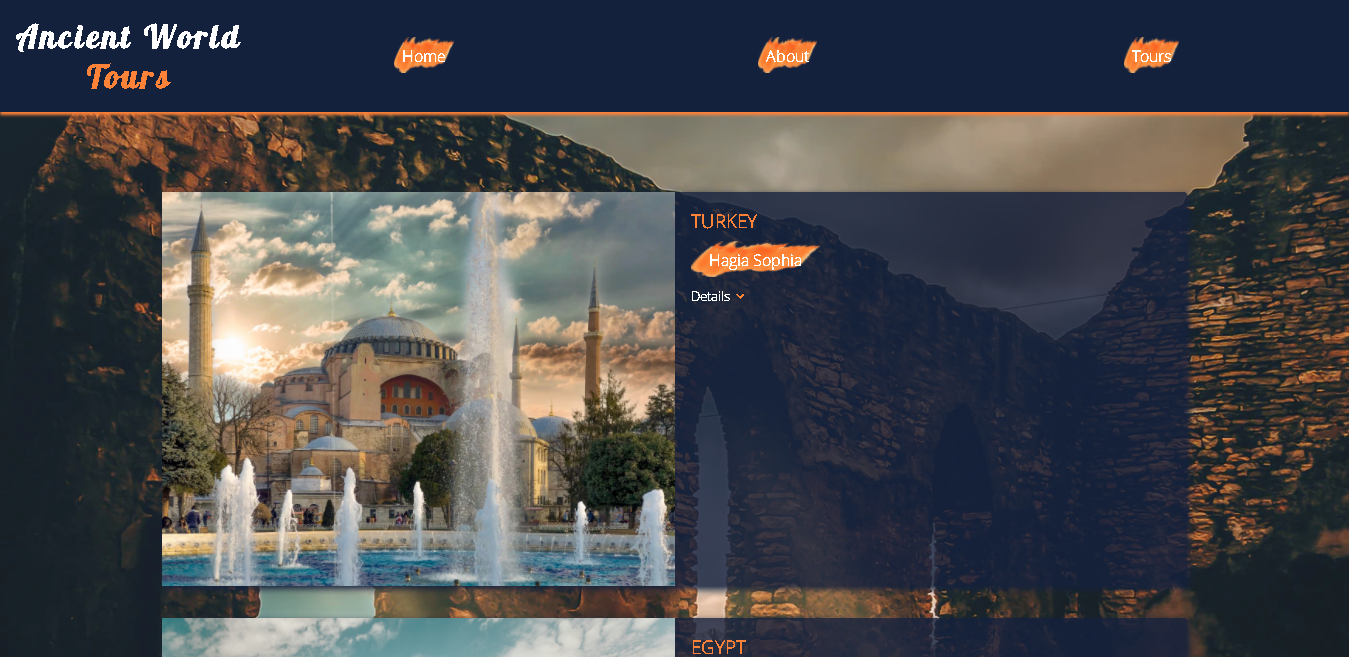 Ancient World
Tours
Home
About
Tours
TURKEY
Hagia Sophia
Details
EGYPT